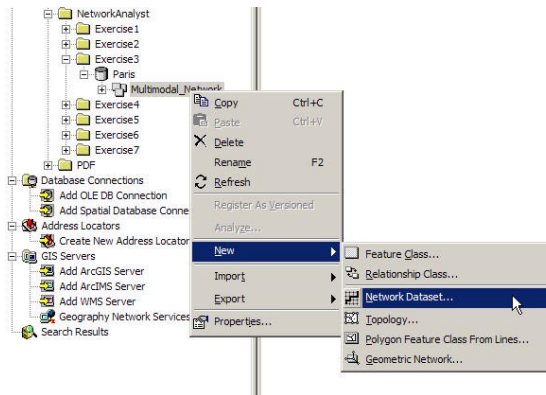 NetworkAnalyst
Exercise1
Exercise2
Exercise3
Paris
Multimodal_Network
Exercise4
Exercise5
Exercise6
Exercise7
PDF
Database Connections
Add OLE DB Connection
Add Spatial Database Conne
Address Locators
Create New Address Locator
GIS Servers
Add ArcGIS Server
Add ArcIMS Server
Add WMS Server
Geography Network Services
Search Results
Copy Ctrl+C
Paste Ctrl+V
Delete
Rename F2
Refresh
Register As Versioned
Analyze...
New
Import
Export
Properties...
Feature Class...
Relationship Class...
Network Dataset...
Topology...
Polygon Feature Class From Lines...
Geometric Network...